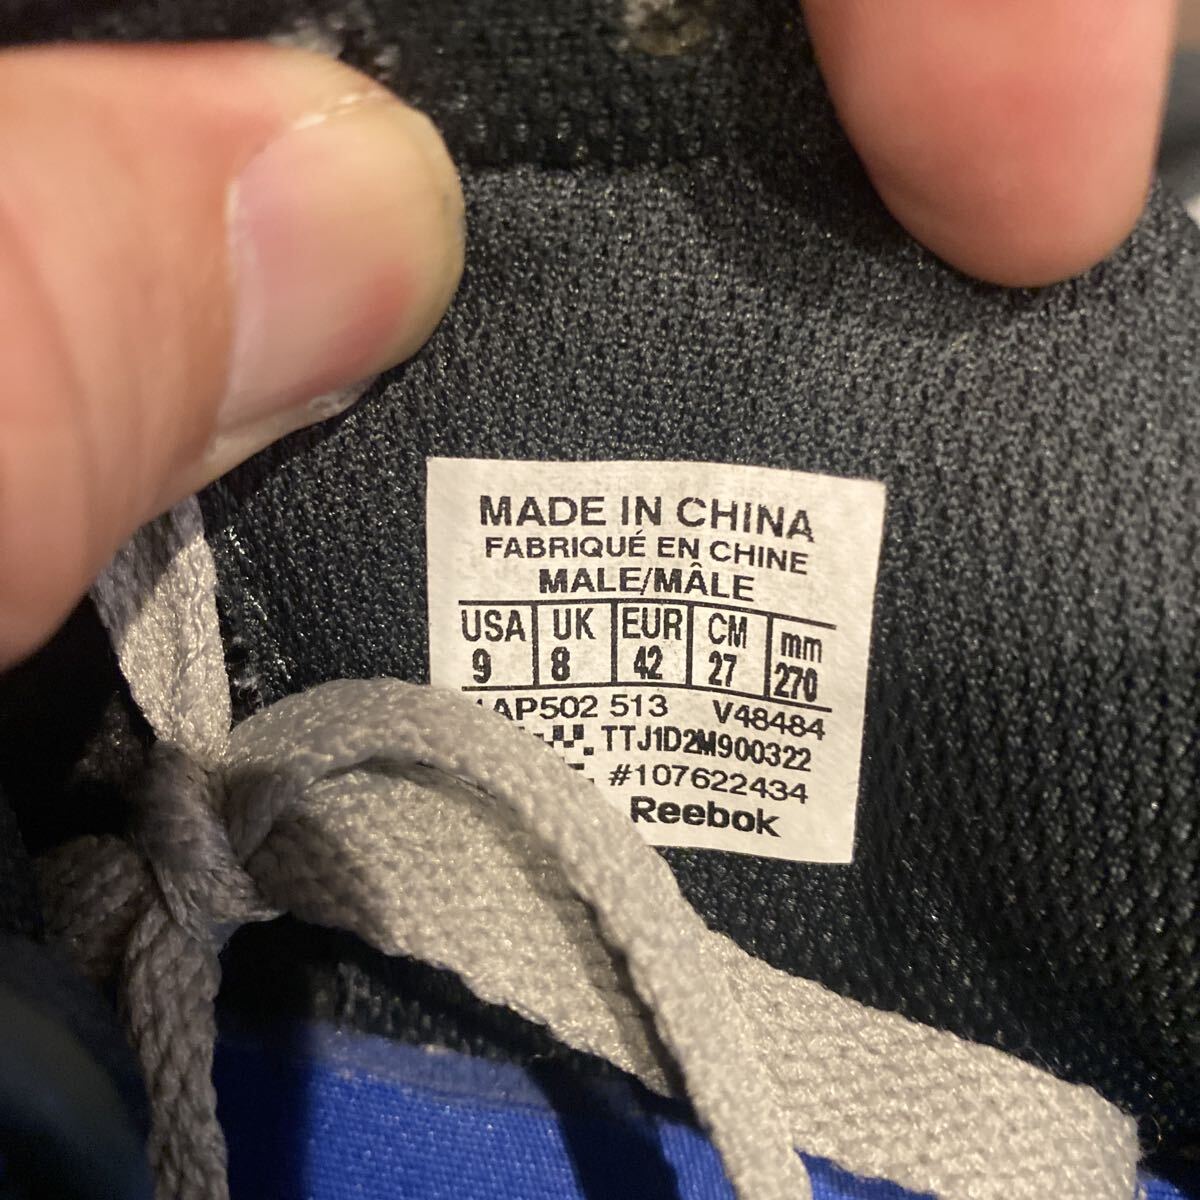 MADE IN CHINA
FABRIQUÉ EN CHINE
MALE/MÂLE
USA UK EUR CM mm
9 8 42 27 270
AP502 513 V48484
TTJ1D2M900322
#107622434
Reebok